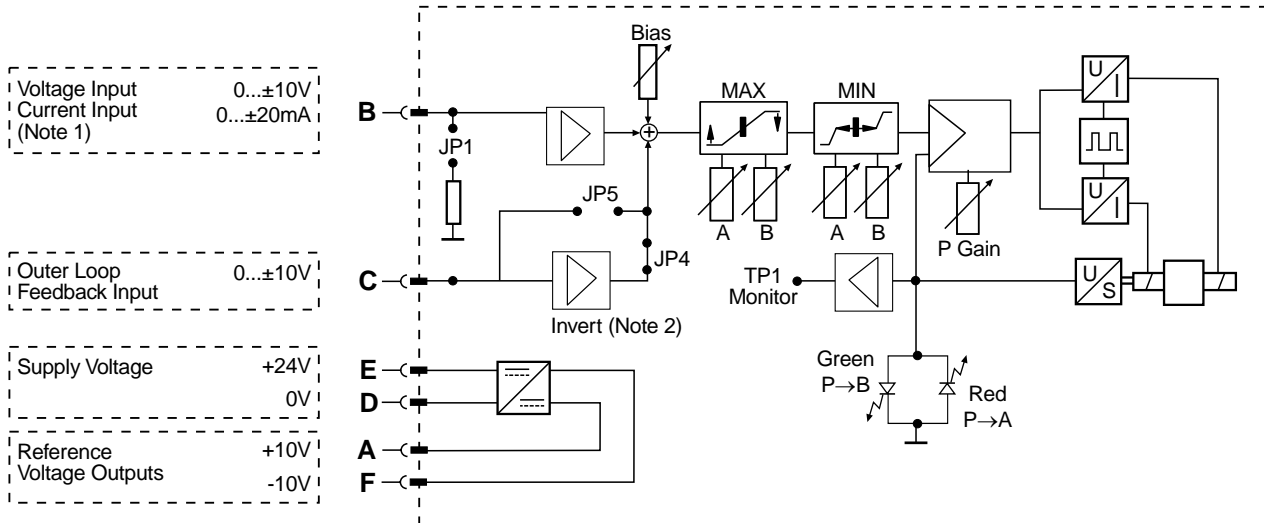 Bias
Voltage Input 0...±10V
Current Input 0...±20mA
(Note 1)
B
MAX
MIN
U
I
JP1
JP5
A B
A B
P Gain
U
I
JP4
Outer Loop 0...±10V
Feedback Input
C
Invert (Note 2)
TP1
Monitor
U
S
Supply Voltage +24V
0V
E
D
Green
P→B
Red
P→A
Reference +10V
Voltage Outputs
-10V
A
F